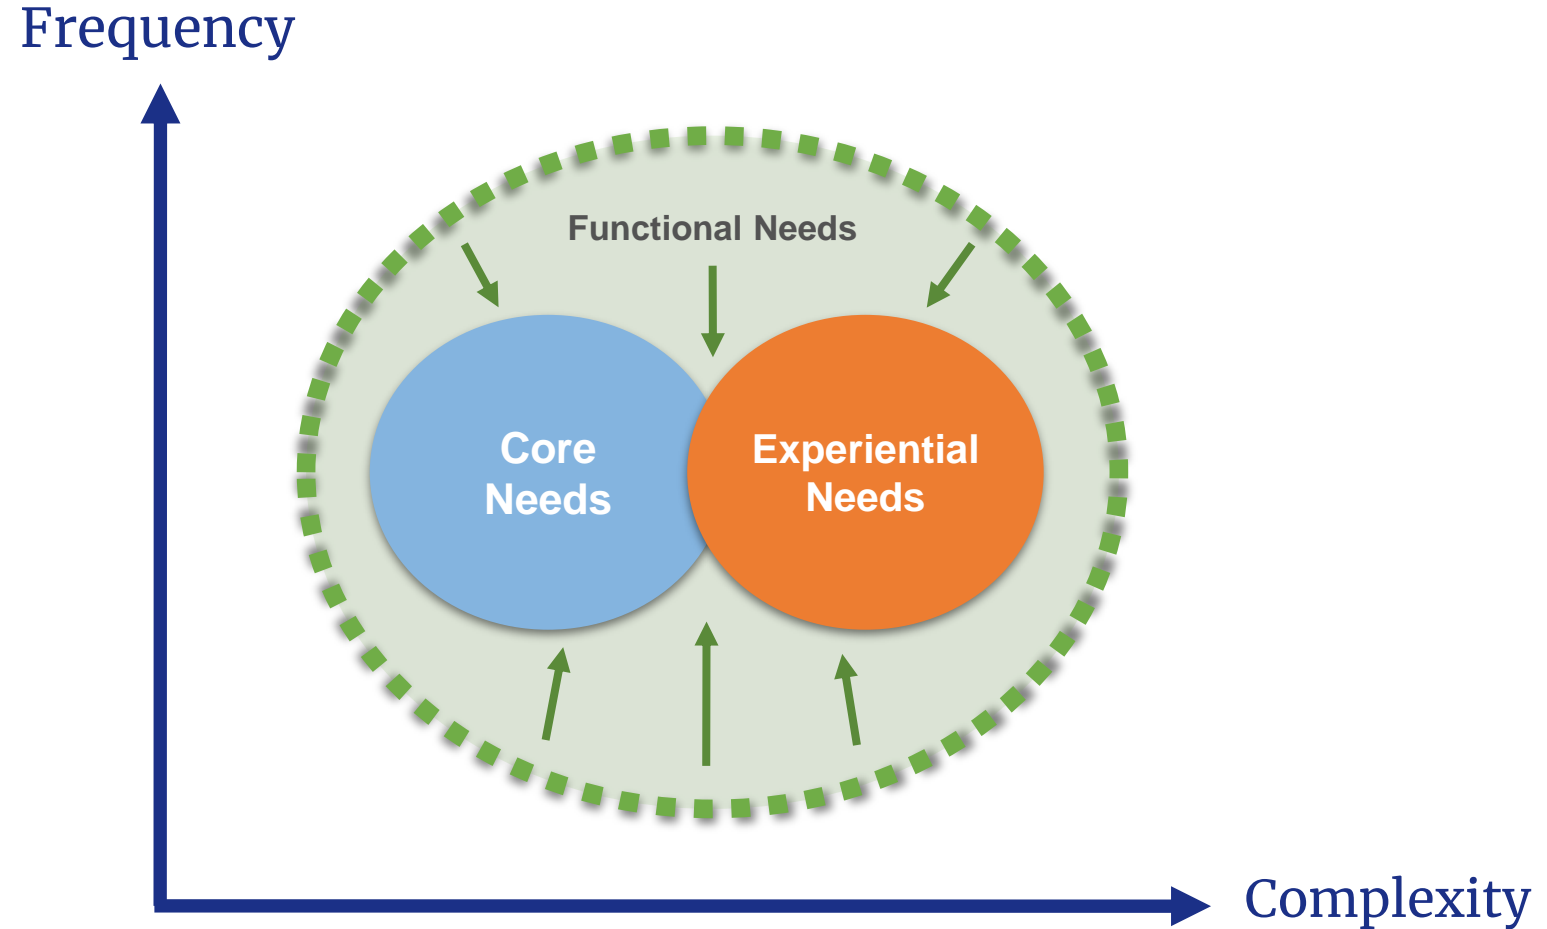 Frequency
Functional Needs
Core
Needs
Experiential
Needs
Complexity